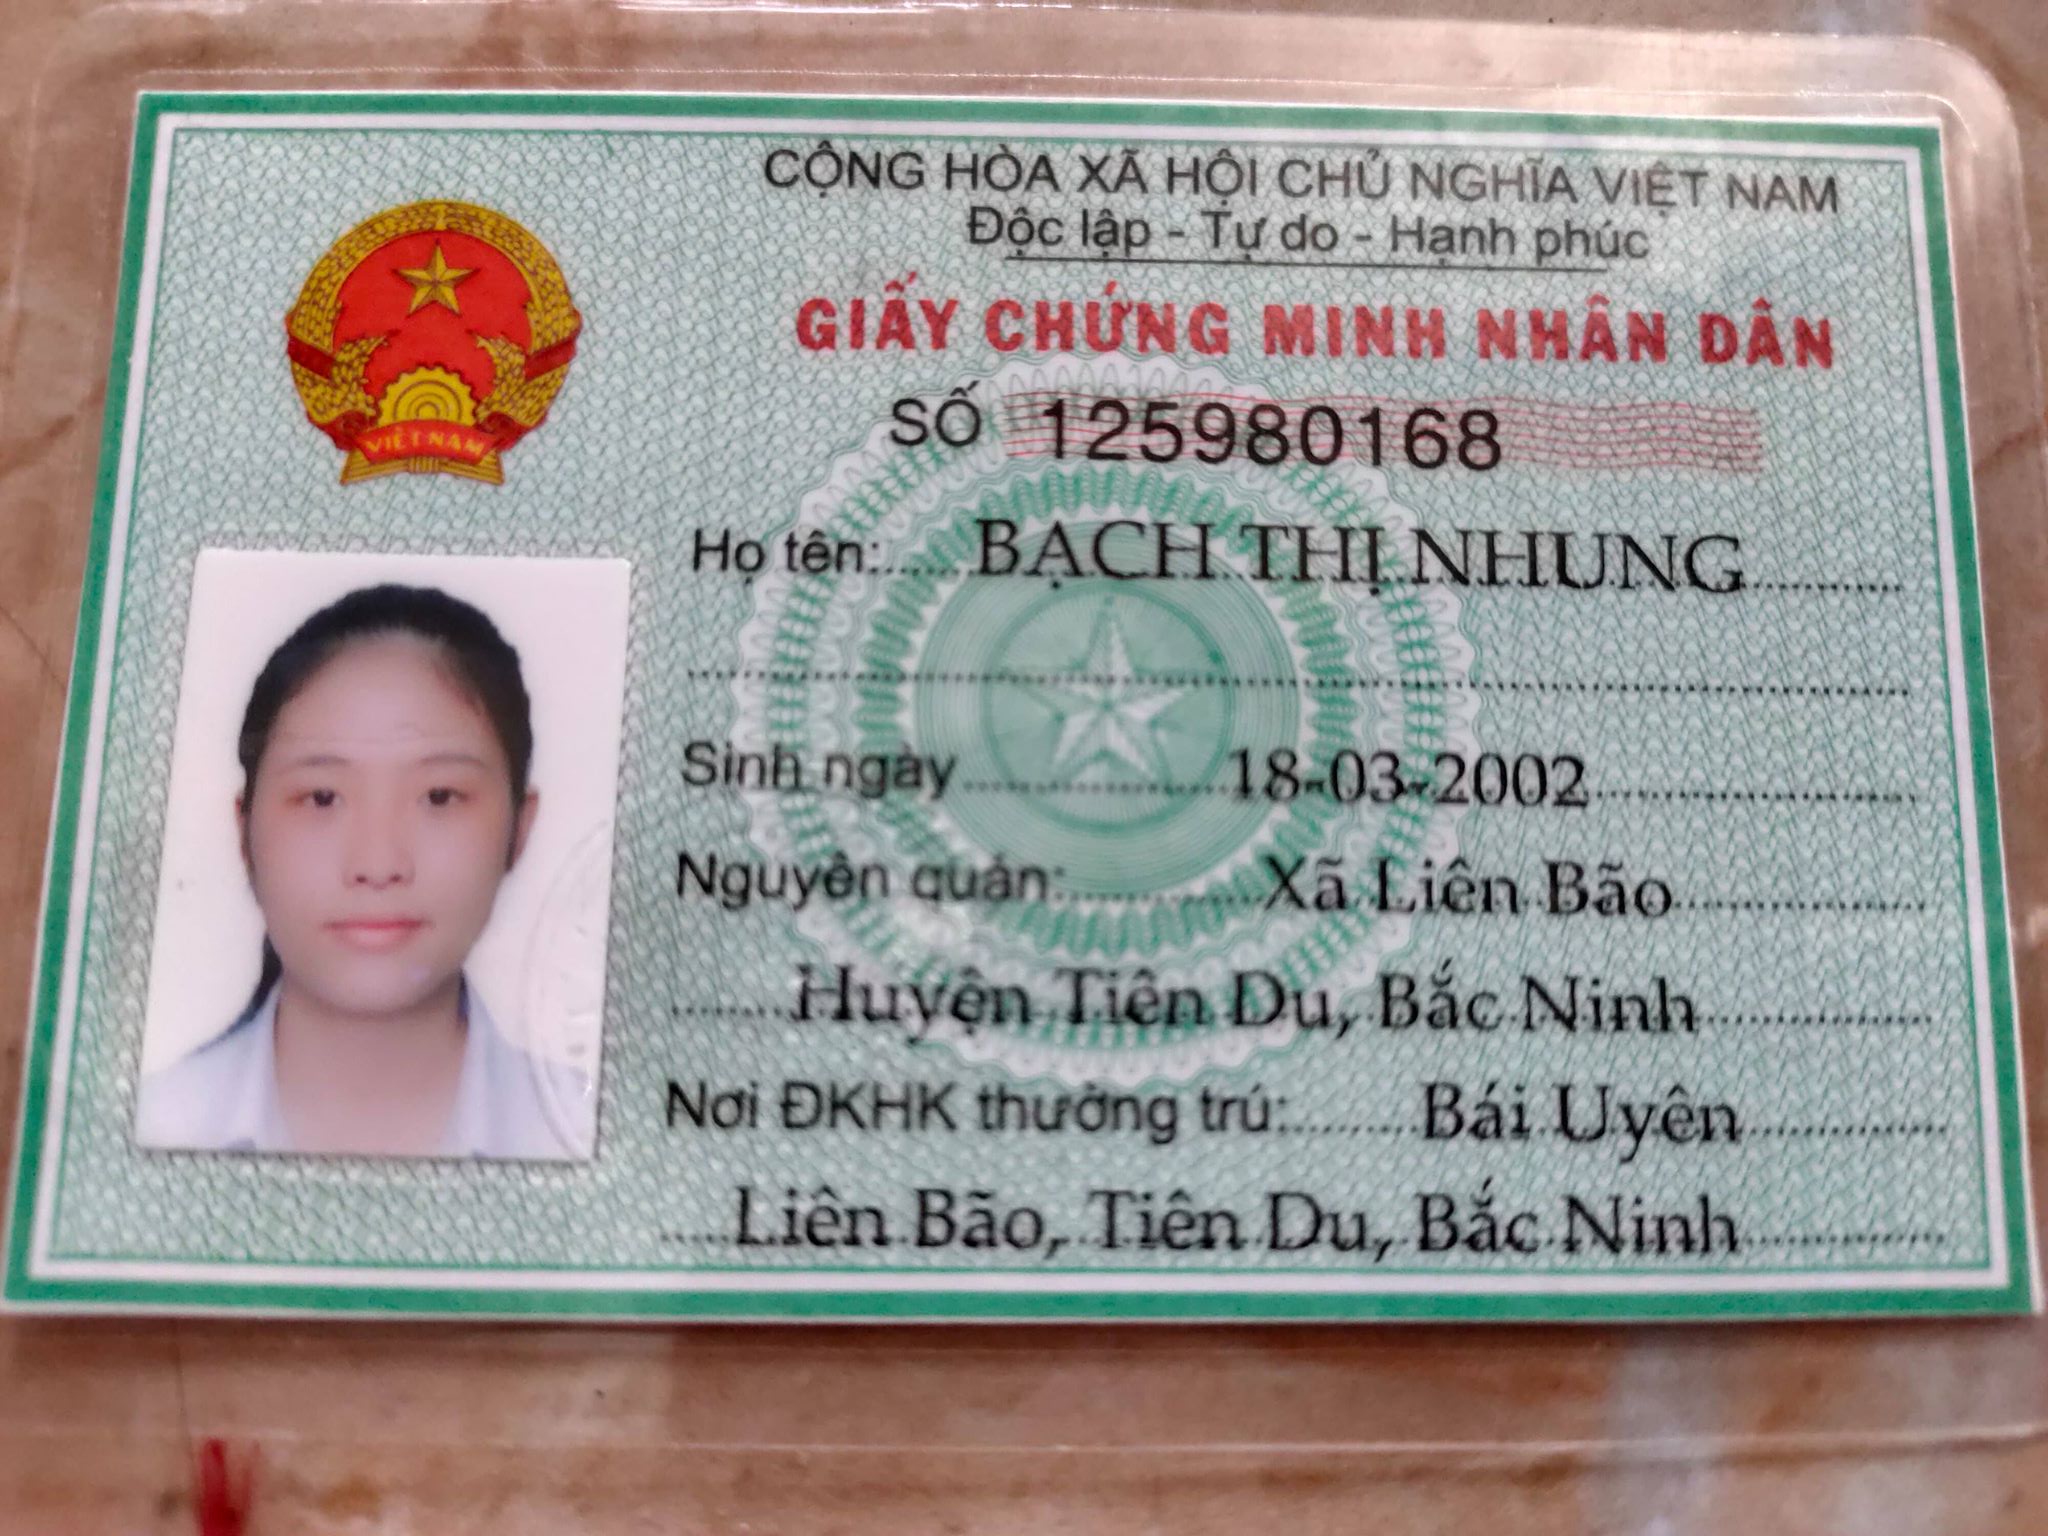 CỘNG HÒA XÃ HỘI CHỦ NGHĨA VIỆT NAM
Độc lập - Tự do - Hạnh phúc
GIẤY CHỨNG MINH NHÂN DÂN
SỐ 125980168
VIỆT NAM
Họ tên: BẠCH THỊ NHUNG
Sinh ngày 18-03-2002
Nguyên quán: Xã Liên Bão
Huyện Tiên Du, Bắc Ninh
Nơi ĐKHK thường trú: Bái Uyên
Liên Bão, Tiên Du, Bắc Ninh